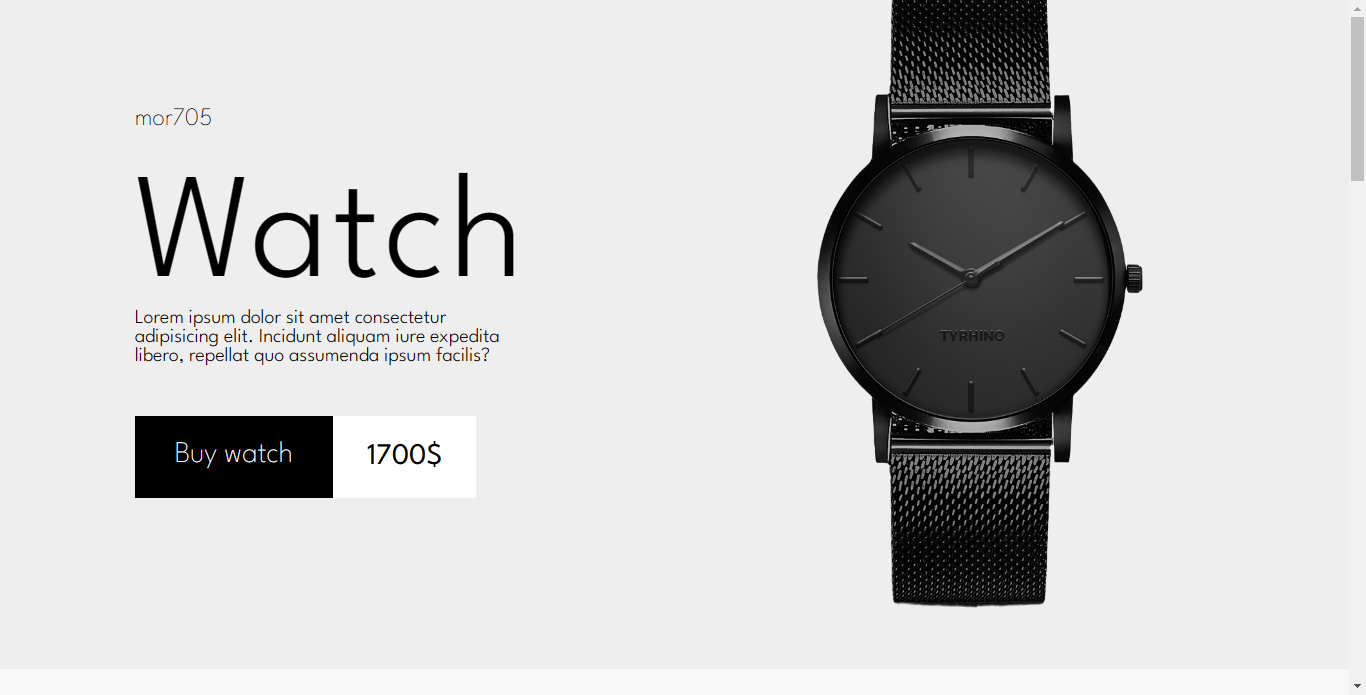 mor705
Watch
Lorem ipsum dolor sit amet consectetur
adipisicing elit. Incidunt aliquam iure expedita
libero, repellat quo assumenda ipsum facilis?
Buy watch
1700$
TYRHINO